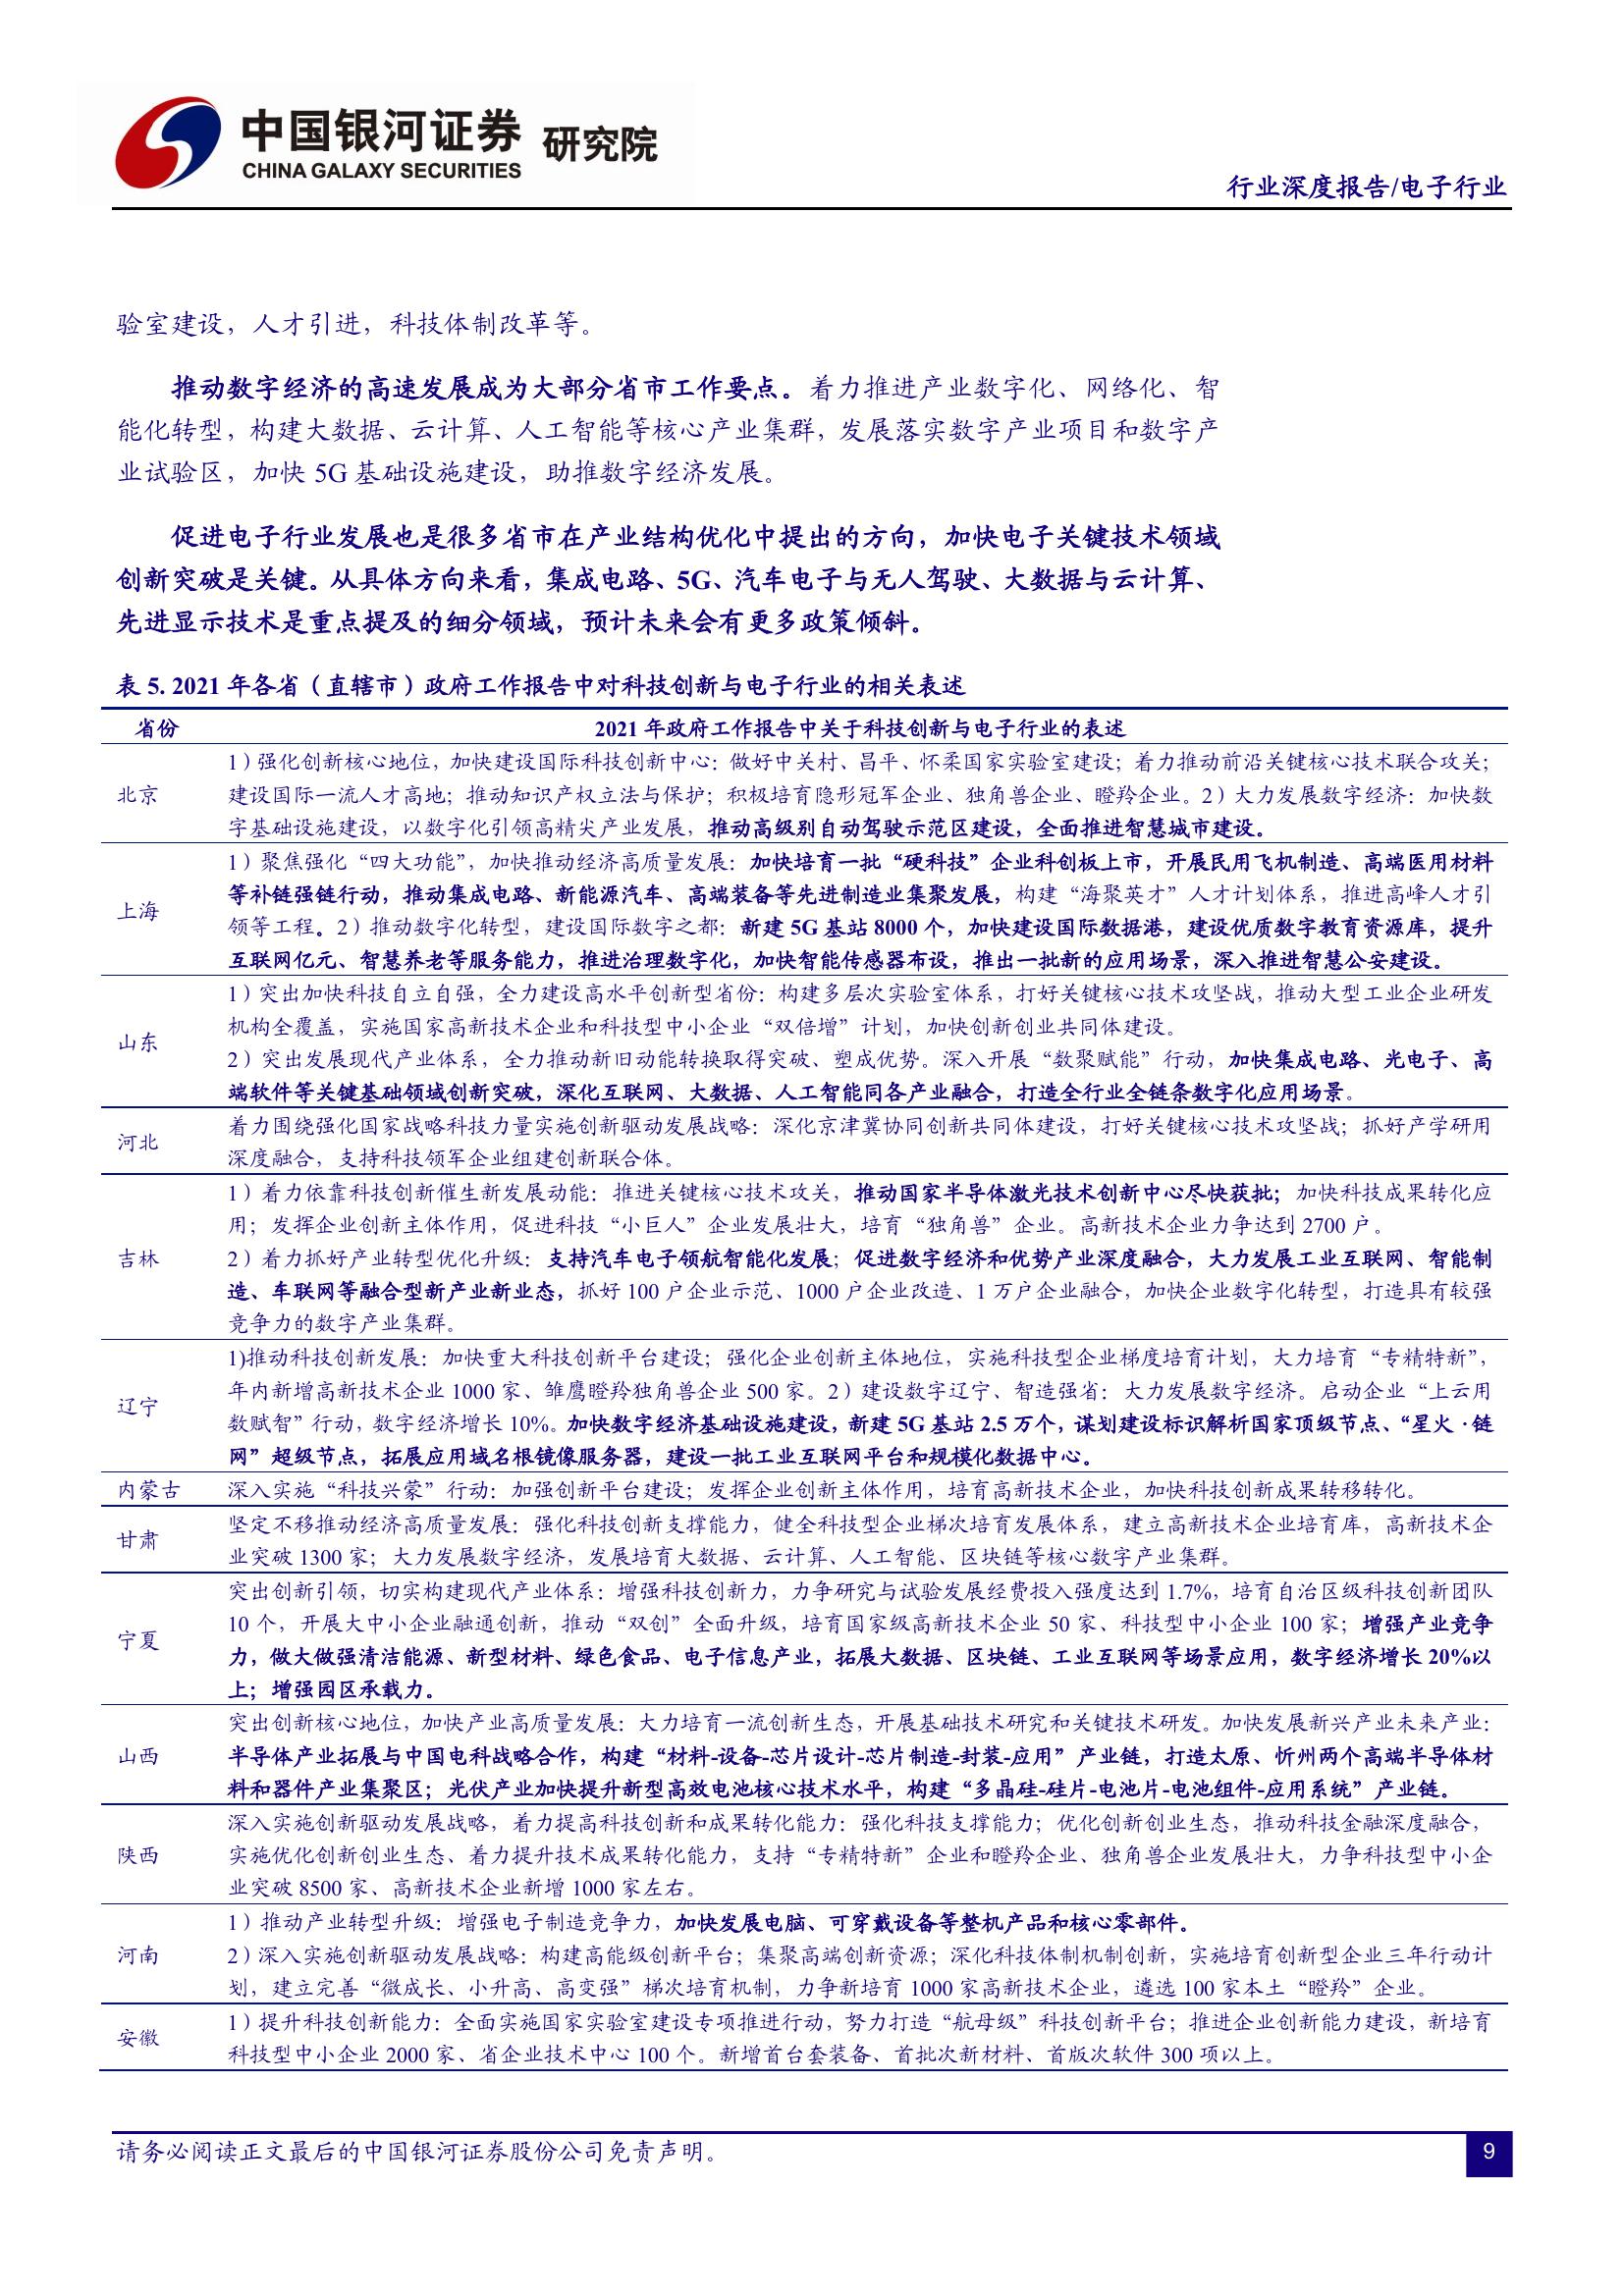 中国银河证券 研究院
CHINA GALAXY SECURITIES
行业深度报告/电子行业
验室建设，人才引进，科技体制改革等。
推动数字经济的高速发展成为大部分省市工作要点。着力推进产业数字化、网络化、智
能化转型，构建大数据、云计算、人工智能等核心产业集群，发展落实数字产业项目和数字产
业试验区，加快 5G 基础设施建设，助推数字经济发展。
促进电子行业发展也是很多省市在产业结构优化中提出的方向，加快电子关键技术领域
创新突破是关键。从具体方向来看，集成电路、5G、汽车电子与无人驾驶、大数据与云计算、
先进显示技术是重点提及的细分领域，预计未来会有更多政策倾斜。
表 5. 2021 年各省（直辖市）政府工作报告中对科技创新与电子行业的相关表述
省份 2021 年政府工作报告中关于科技创新与电子行业的表述
北京
1）强化创新核心地位，加快建设国际科技创新中心：做好中关村、昌平、怀柔国家实验室建设；着力推动前沿关键核心技术联合攻关；
建设国际一流人才高地；推动知识产权立法与保护；积极培育隐形冠军企业、独角兽企业、瞪羚企业。2）大力发展数字经济：加快数
字基础设施建设，以数字化引领高精尖产业发展，推动高级别自动驾驶示范区建设，全面推进智慧城市建设。
上海
1）聚焦强化“四大功能”，加快推动经济高质量发展：加快培育一批“硬科技”企业科创板上市，开展民用飞机制造、高端医用材料
等补链强链行动，推动集成电路、新能源汽车、高端装备等先进制造业集聚发展，构建“海聚英才”人才计划体系，推进高峰人才引
领等工程。2）推动数字化转型，建设国际数字之都：新建 5G 基站 8000 个，加快建设国际数据港，建设优质数字教育资源库，提升
互联网亿元、智慧养老等服务能力，推进治理数字化，加快智能传感器布设，推出一批新的应用场景，深入推进智慧公安建设。
山东
1）突出加快科技自立自强，全力建设高水平创新型省份：构建多层次实验室体系，打好关键核心技术攻坚战，推动大型工业企业研发
机构全覆盖，实施国家高新技术企业和科技型中小企业“双倍增”计划，加快创新创业共同体建设。
2）突出发展现代产业体系，全力推动新旧动能转换取得突破、塑成优势。深入开展“数聚赋能”行动，加快集成电路、光电子、高
端软件等关键基础领域创新突破，深化互联网、大数据、人工智能同各产业融合，打造全行业全链条数字化应用场景。
河北
着力围绕强化国家战略科技力量实施创新驱动发展战略：深化京津冀协同创新共同体建设，打好关键核心技术攻坚战；抓好产学研用
深度融合，支持科技领军企业组建创新联合体。
吉林
1）着力依靠科技创新催生新发展动能：推进关键核心技术攻关，推动国家半导体激光技术创新中心尽快获批；加快科技成果转化应
用；发挥企业创新主体作用，促进科技“小巨人”企业发展壮大，培育“独角兽”企业。高新技术企业力争达到 2700 户。
2）着力抓好产业转型优化升级：支持汽车电子领航智能化发展；促进数字经济和优势产业深度融合，大力发展工业互联网、智能制
造、车联网等融合型新产业新业态，抓好 100 户企业示范、1000 户企业改造、1 万户企业融合，加快企业数字化转型，打造具有较强
竞争力的数字产业集群。
辽宁
1)推动科技创新发展：加快重大科技创新平台建设；强化企业创新主体地位，实施科技型企业梯度培育计划，大力培育“专精特新”，
年内新增高新技术企业 1000 家、雏鹰瞪羚独角兽企业 500 家。2）建设数字辽宁、智造强省：大力发展数字经济。启动企业“上云用
数赋智”行动，数字经济增长 10%。加快数字经济基础设施建设，新建 5G 基站 2.5 万个，谋划建设标识解析国家顶级节点、“星火·链
网”超级节点，拓展应用域名根镜像服务器，建设一批工业互联网平台和规模化数据中心。
内蒙古 深入实施“科技兴蒙”行动：加强创新平台建设；发挥企业创新主体作用，培育高新技术企业，加快科技创新成果转移转化。
甘肃
坚定不移推动经济高质量发展：强化科技创新支撑能力，健全科技型企业梯次培育发展体系，建立高新技术企业培育库，高新技术企
业突破 1300 家；大力发展数字经济，发展培育大数据、云计算、人工智能、区块链等核心数字产业集群。
宁夏
突出创新引领，切实构建现代产业体系：增强科技创新力，力争研究与试验发展经费投入强度达到 1.7%，培育自治区级科技创新团队
10 个，开展大中小企业融通创新，推动“双创”全面升级，培育国家级高新技术企业 50 家、科技型中小企业 100 家；增强产业竞争
力，做大做强清洁能源、新型材料、绿色食品、电子信息产业，拓展大数据、区块链、工业互联网等场景应用，数字经济增长 20%以
上；增强园区承载力。
山西
突出创新核心地位，加快产业高质量发展：大力培育一流创新生态，开展基础技术研究和关键技术研发。加快发展新兴产业未来产业：
半导体产业拓展与中国电科战略合作，构建“材料-设备-芯片设计-芯片制造-封装-应用”产业链，打造太原、忻州两个高端半导体材
料和器件产业集聚区；光伏产业加快提升新型高效电池核心技术水平，构建“多晶硅-硅片-电池片-电池组件-应用系统”产业链。
陕西
深入实施创新驱动发展战略，着力提高科技创新和成果转化能力：强化科技支撑能力；优化创新创业生态，推动科技金融深度融合，
实施优化创新创业生态、着力提升技术成果转化能力，支持“专精特新”企业和瞪羚企业、独角兽企业发展壮大，力争科技型中小企
业突破 8500 家、高新技术企业新增 1000 家左右。
河南
1）推动产业转型升级：增强电子制造竞争力，加快发展电脑、可穿戴设备等整机产品和核心零部件。
2）深入实施创新驱动发展战略：构建高能级创新平台；集聚高端创新资源；深化科技体制机制创新，实施培育创新型企业三年行动计
划，建立完善“微成长、小升高、高变强”梯次培育机制，力争新培育 1000 家高新技术企业，遴选 100 家本土“瞪羚”企业。
安徽
1）提升科技创新能力：全面实施国家实验室建设专项推进行动，努力打造“航母级”科技创新平台；推进企业创新能力建设，新培育
科技型中小企业 2000 家、省企业技术中心 100 个。新增首台套装备、首批次新材料、首版次软件 300 项以上。
请务必阅读正文最后的中国银河证券股份公司免责声明。
9